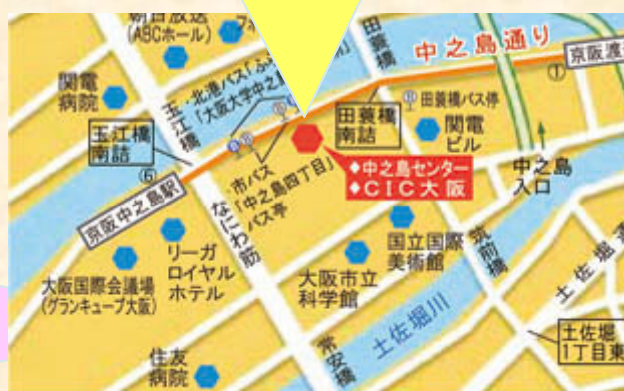 朝日放送
(ABCホール)
関電
病院
・北港バス「ふ
「大阪大学中之
前」
玉江橋
玉江橋
南詰
⑥
京阪中之島駅
田蓑橋
中之島通り
京阪渡
①
田蓑橋
南詰
田蓑橋バス停
関電
ビル
◆中之島センター
◆CIC大阪
中之島
入口
・市バス
「中之島四丁目」
バス亭
なにわ筋
リーガ
ロイヤル
ホテル
大阪国際会議場
(グランキューブ大阪)
国立国際
美術館
大阪市立
科学館
筑前橋
土佐堀通
土佐堀川
土佐堀
1丁目東
常安橋
住友
病院